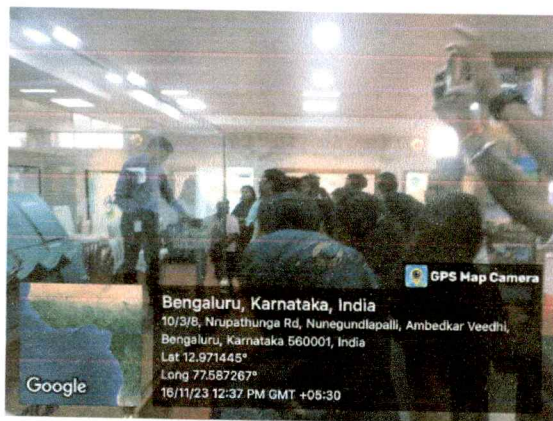 GPS Map Camera
Bengaluru, Karnataka, India
10/3/8, Nrupathunga Rd, Nunegundlapalli, Ambedkar Veedhi,
Bengaluru, Karnataka 560001, India
Lat 12.971445°
Long 77.587267°
16/11/23 12:37 PM GMT +05:30
Google